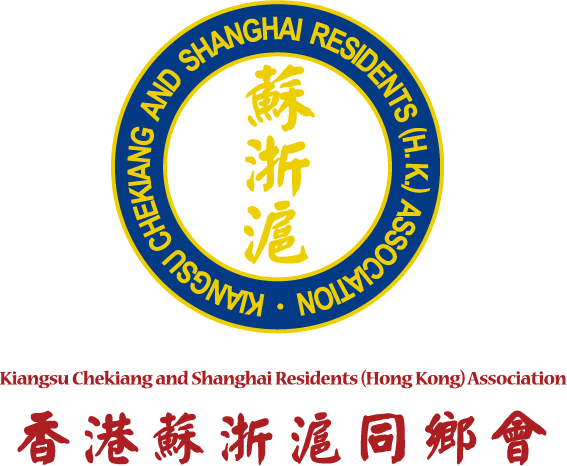 KIANGSU CHEKIANG AND SHANGHAI RESIDENTS (H.K.) ASSOCIATION ·
蘇
浙
滬
Kiangsu Chekiang and Shanghai Residents (Hong Kong) Association
香港蘇浙滬同鄉會